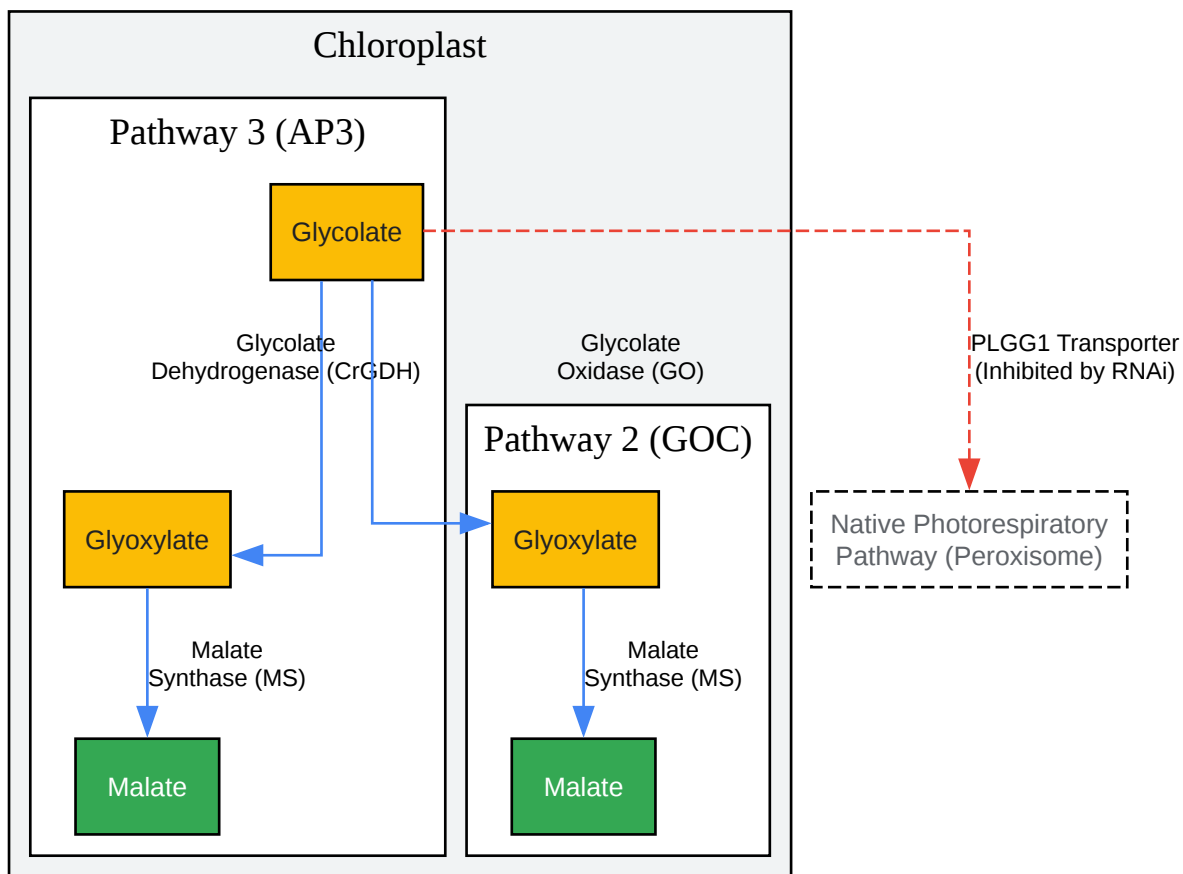 Chloroplast
Pathway 3 (AP3)
Glycolate
Glycolate
Dehydrogenase (CrGDH)
Glycolate
Oxidase (GO)
PLGG1 Transporter
(Inhibited by RNAi)
Pathway 2 (GOC)
Glyoxylate
Glyoxylate
Native Photorespiratory
Pathway (Peroxisome)
Malate
Synthase (MS)
Malate
Synthase (MS)
Malate
Malate